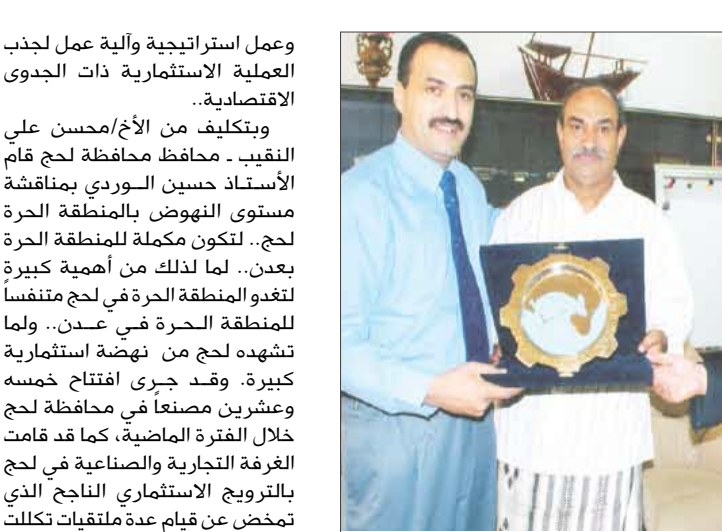 وعمل استراتيجية وآلية عمل لجذب
العملية الاستثمارية ذات الجدوى
الاقتصادية..
وبتكليف من الأخ/محسن علي
النقيب ـ محافظ محافظة لحج قام
الأستاذ حسين الوردي بمناقشة
مستوى النهوض بالمنطقة الحرة
لحج.. لتكون مكملة للمنطقة الحرة
بعدن.. لما لذلك من أهمية كبيرة
لتغدو المنطقة الحرة في لحج متنفساً
للمنطقة الحرة في عدن.. ولما
تشهده لحج من نهضة استثمارية
كبيرة. وقد جرى افتتاح خمسه
وعشرين مصنعاً في محافظة لحج
خلال الفترة الماضية، كما قد قامت
الغرفة التجارية والصناعية في لحج
بالترويج الاستثماري الناجح الذي
تمخض عن قيام عدة ملتقيات تكللت